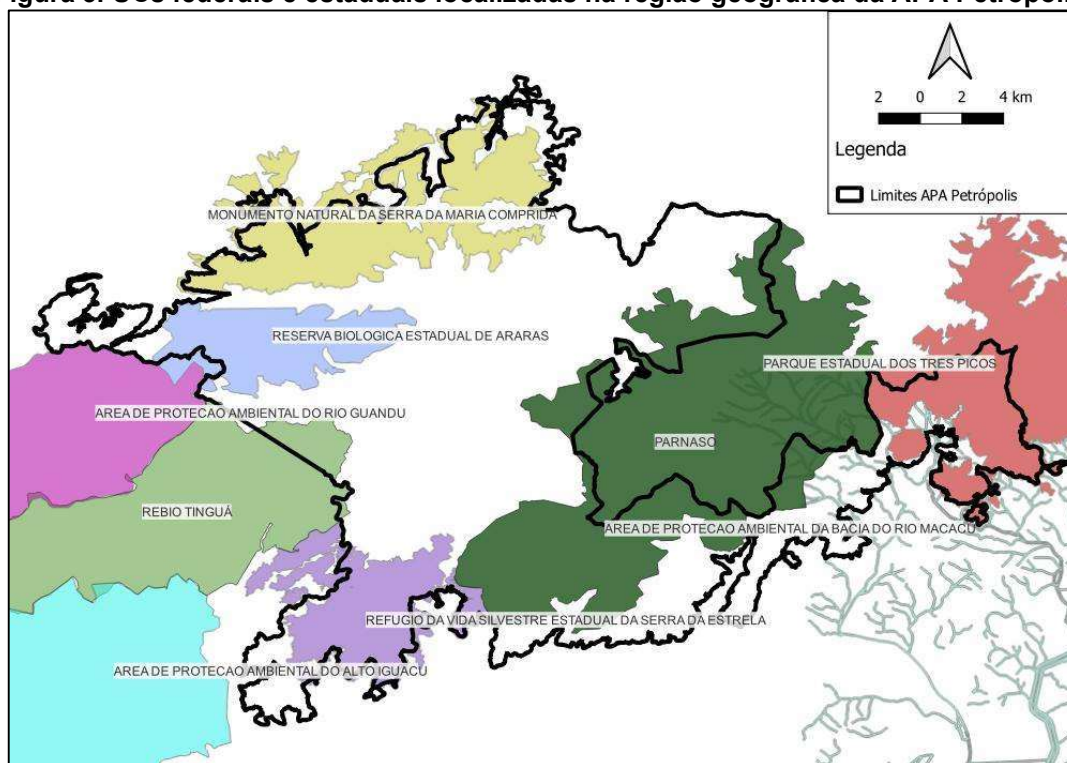 igura 3. UCs federais e estaduais localizadas na região geográfica da APA Petrópoli
2 0 2 4 km
Legenda
Limites APA Petrópolis
MONUMENTO NATURAL DA SERRA DA MARIA COMPRIDA
RESERVA BIOLOGICA ESTADUAL DE ARARAS
PARQUE ESTADUAL DOS TRES PICOS
AREA DE PROTECAO AMBIENTAL DO RIO GUANDU
PARNASO
REBIO TINGUÁ
AREA DE PROTECAO AMBIENTAL DA BACIA DO RIO MACACU
REFUGIO DA VIDA SILVESTRE ESTADUAL DA SERRA DA ESTRELA
AREA DE PROTECAO AMBIENTAL DO ALTO IGUACU